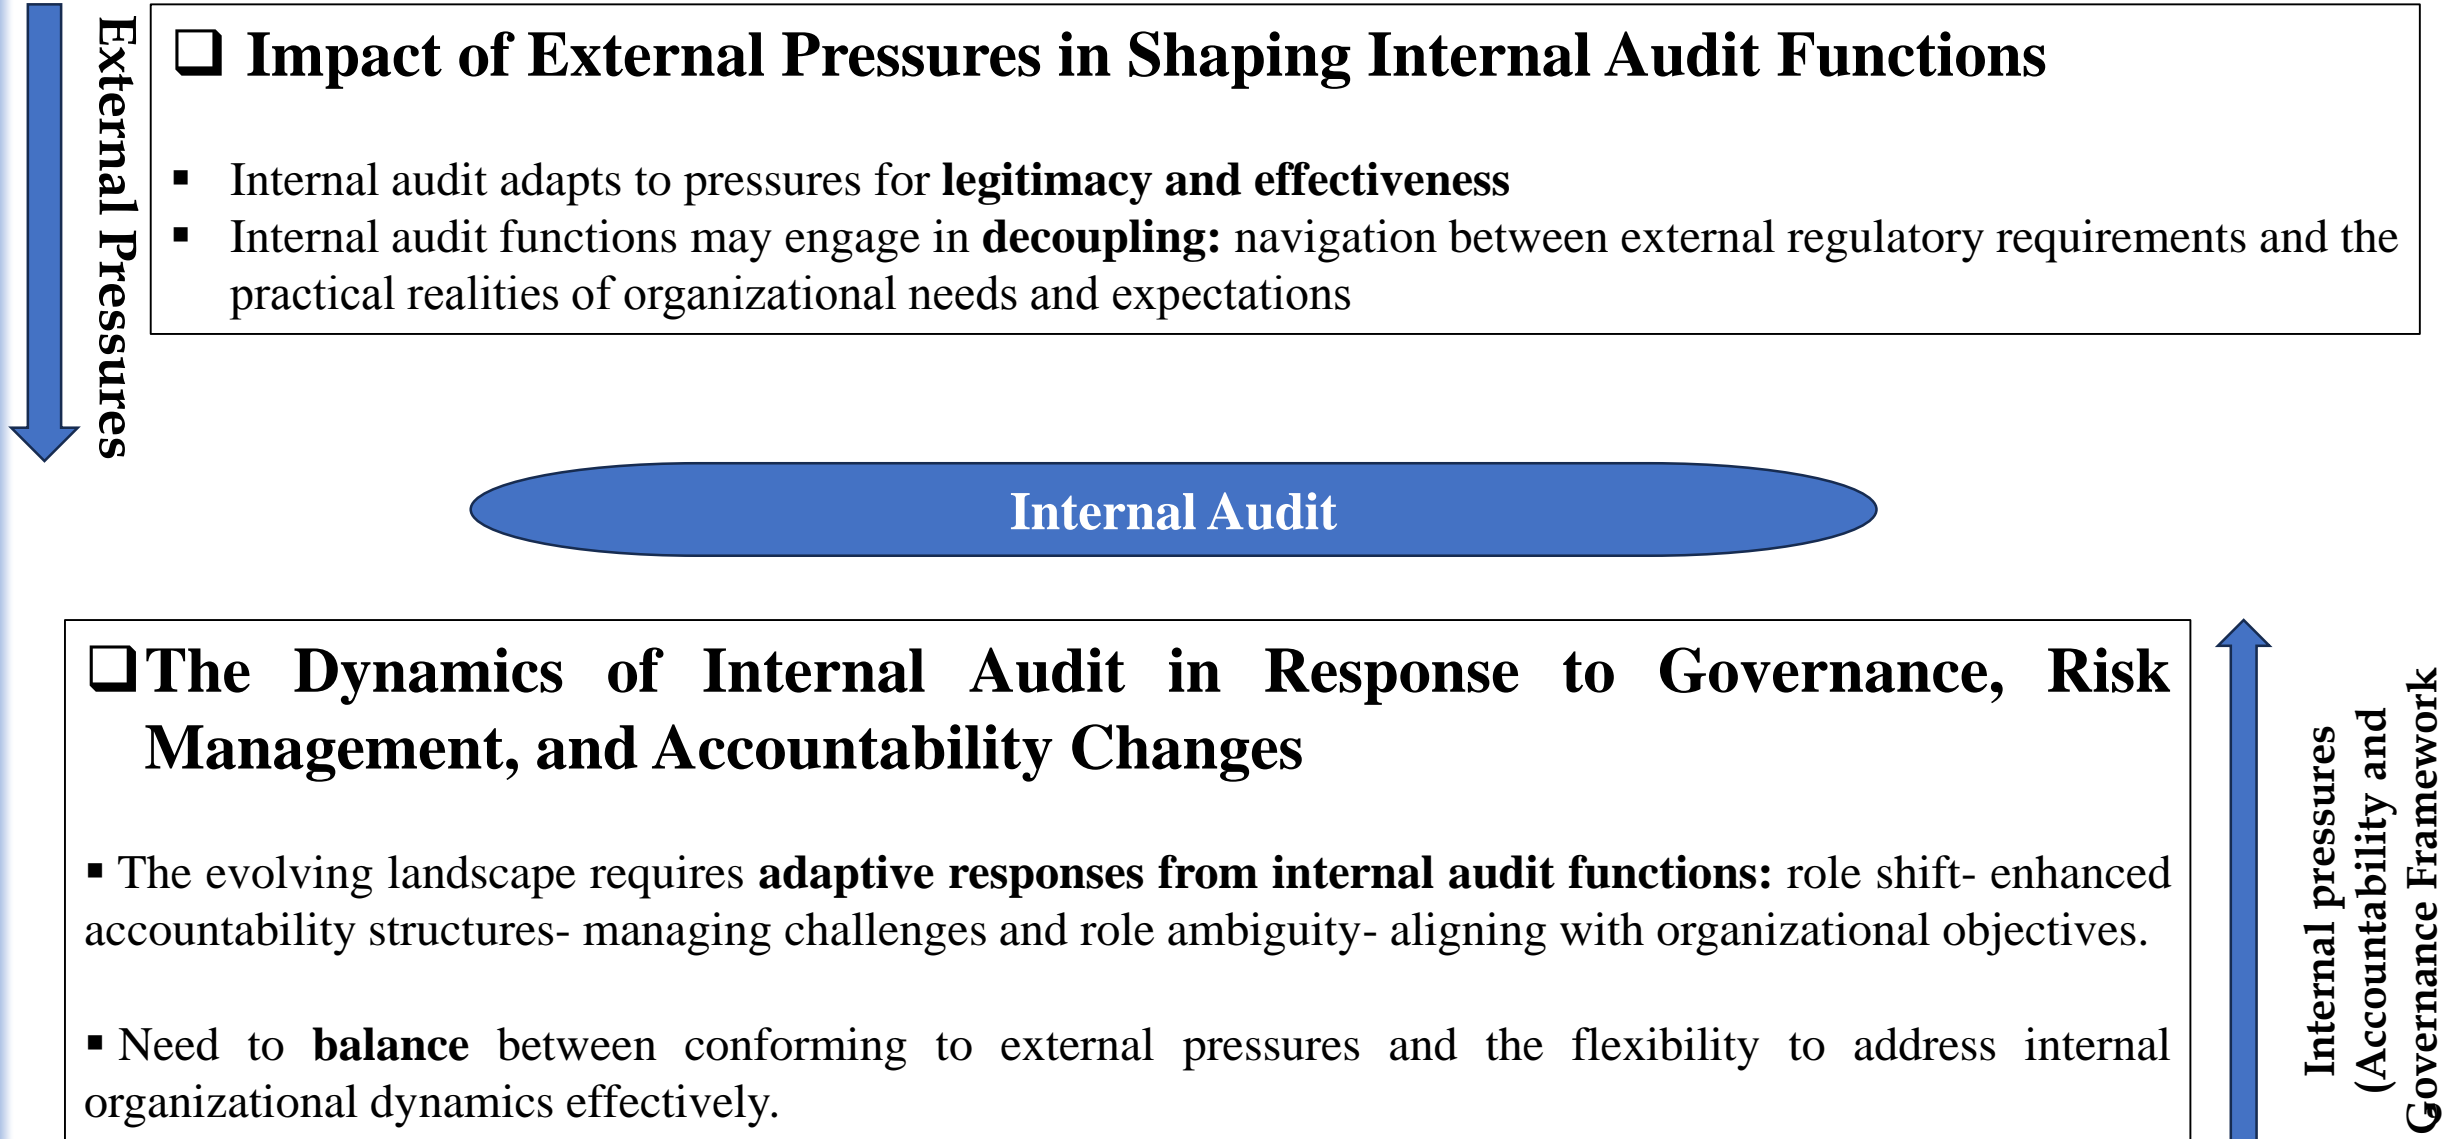 External Pressures
❑ Impact of External Pressures in Shaping Internal Audit Functions
▪ Internal audit adapts to pressures for legitimacy and effectiveness
▪ Internal audit functions may engage in decoupling: navigation between external regulatory requirements and the
practical realities of organizational needs and expectations
Internal Audit
❑The Dynamics of Internal Audit in Response to Governance, Risk
Management, and Accountability Changes
▪ The evolving landscape requires adaptive responses from internal audit functions: role shift- enhanced
accountability structures- managing challenges and role ambiguity- aligning with organizational objectives.
▪ Need to balance between conforming to external pressures and the flexibility to address internal
organizational dynamics effectively.
Internal pressures
(Accountability and
Governance Framework